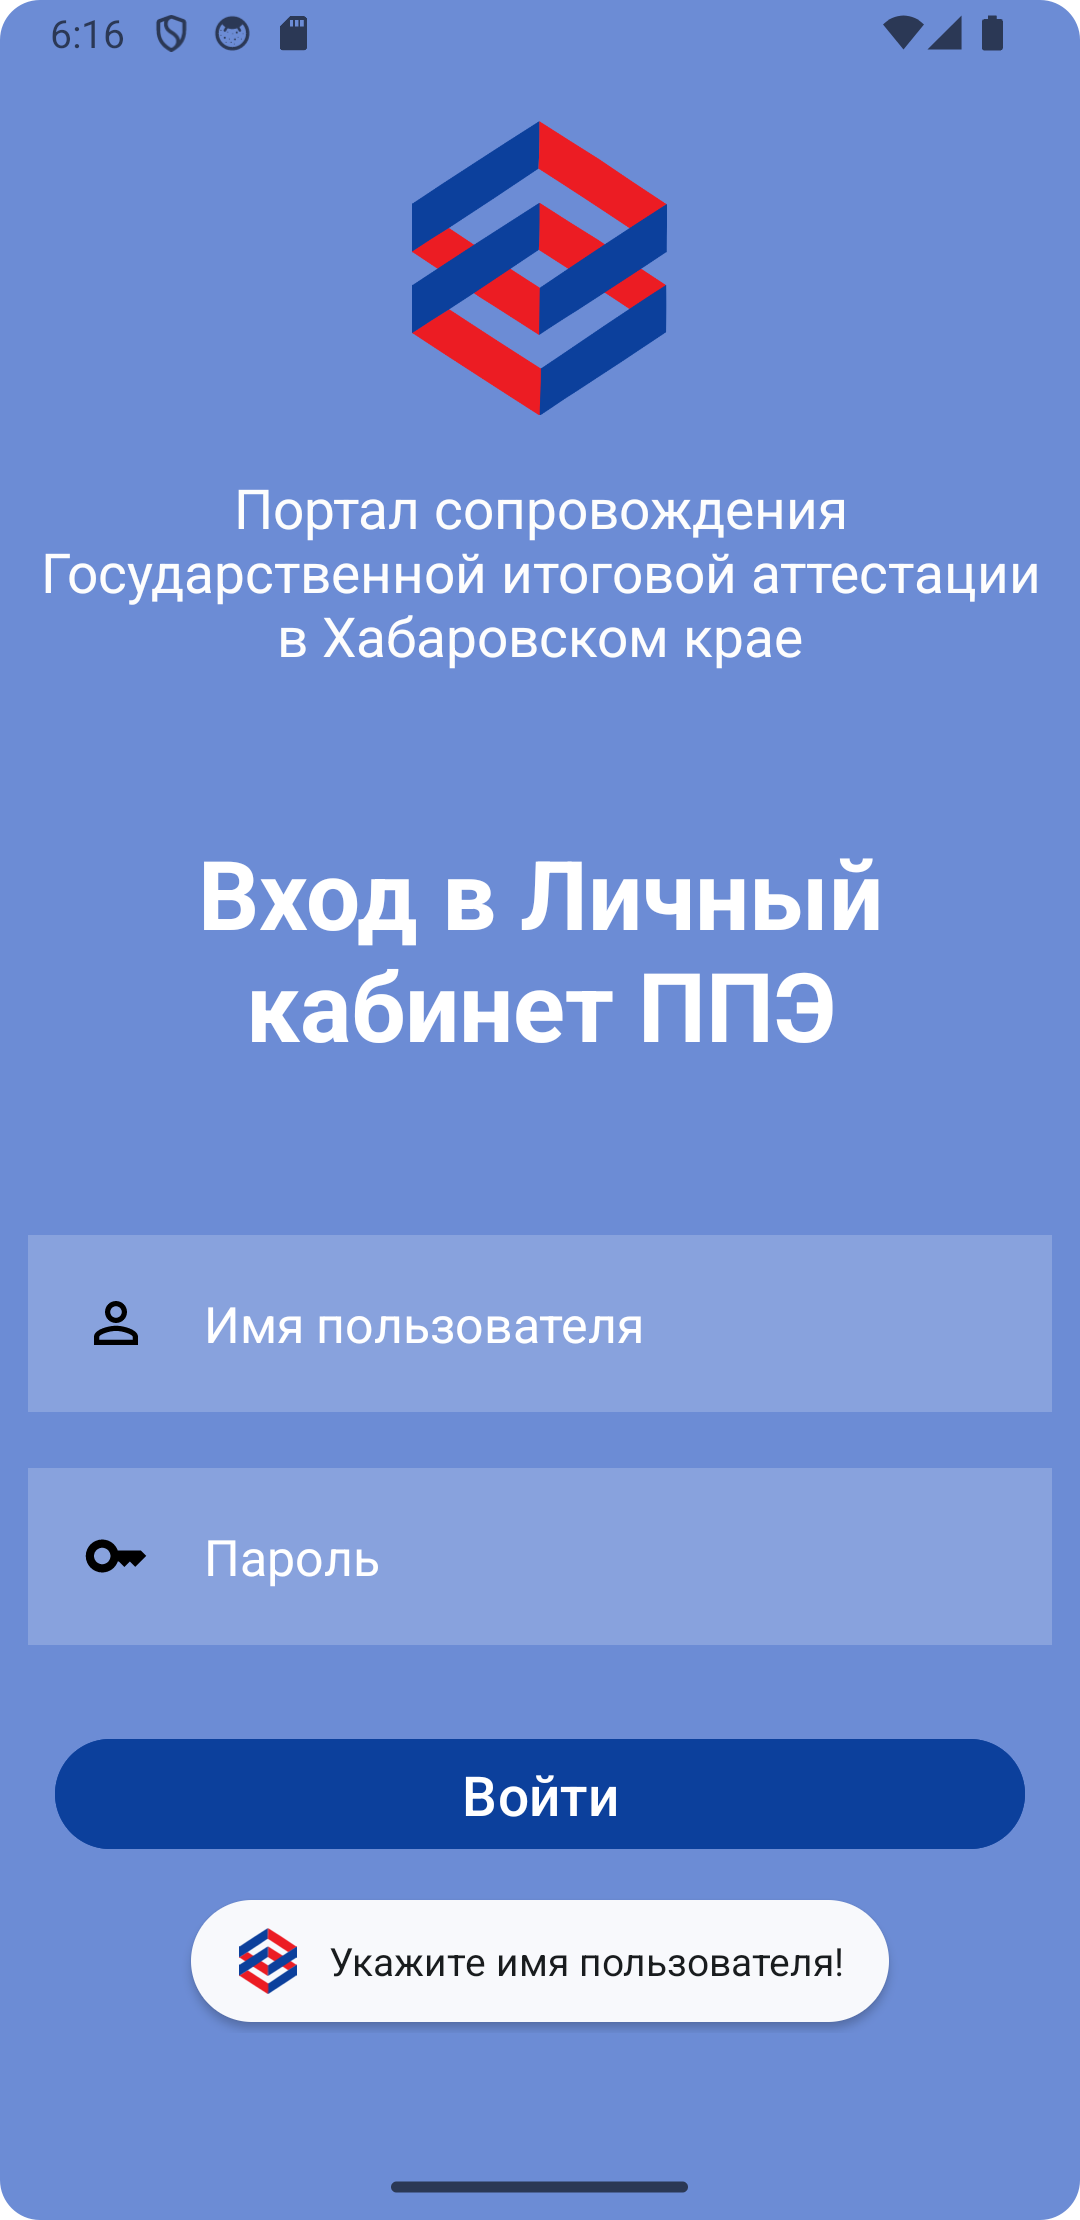 6:16
Портал сопровождения
Государственной итоговой аттестации
в Хабаровском крае
Вход в Личный
кабинет ППЭ
Имя пользователя
Пароль
Войти
Укажите имя пользователя!